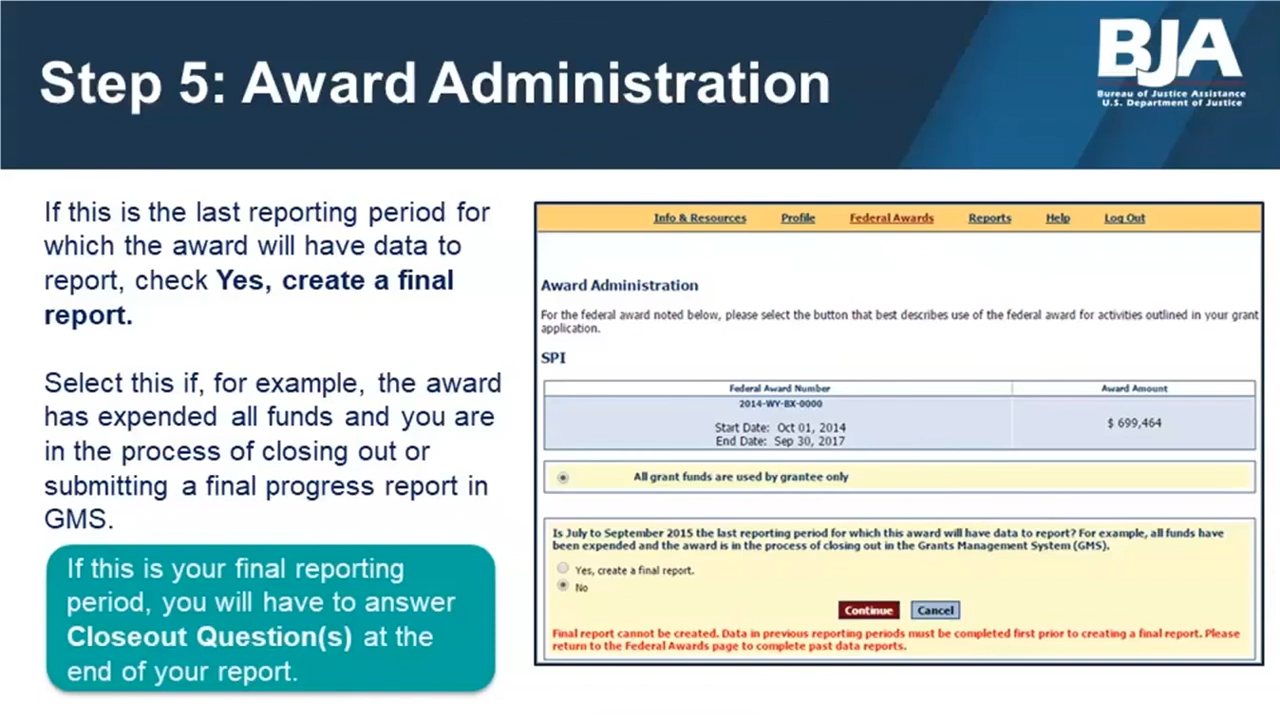 Step 5: Award Administration
BJA
Bureau of Justice Assistance
U.S. Department of Justice
If this is the last reporting period for
which the award will have data to
report, check Yes, create a final
report.
Select this if, for example, the award
has expended all funds and you are
in the process of closing out or
submitting a final progress report in
GMS.
If this is your final reporting
period, you will have to answer
Closeout Question(s) at the
end of your report.
Info & Resources Profile Federal Awards Reports Help Log Out
Award Administration
For the federal award noted below, please select the button that best describes use of the federal award for activities outlined in your grant
application.
SPI
Federal Award Number Award Amount
2014-WY-BX-0000
$ 699,464
Start Date: Oct 01, 2014
End Date: Sep 30, 2017
All grant funds are used by grantee only
Is July to September 2015 the last reporting period for which this award will have data to report? For example, all funds have
been expended and the award is in the process of closing out in the Grants Management System (GMS).
Yes, create a final report.
No
Continue Cancel
Final report cannot be created. Data in previous reporting periods must be completed first prior to creating a final report. Please
return to the Federal Awards page to complete past data reports.